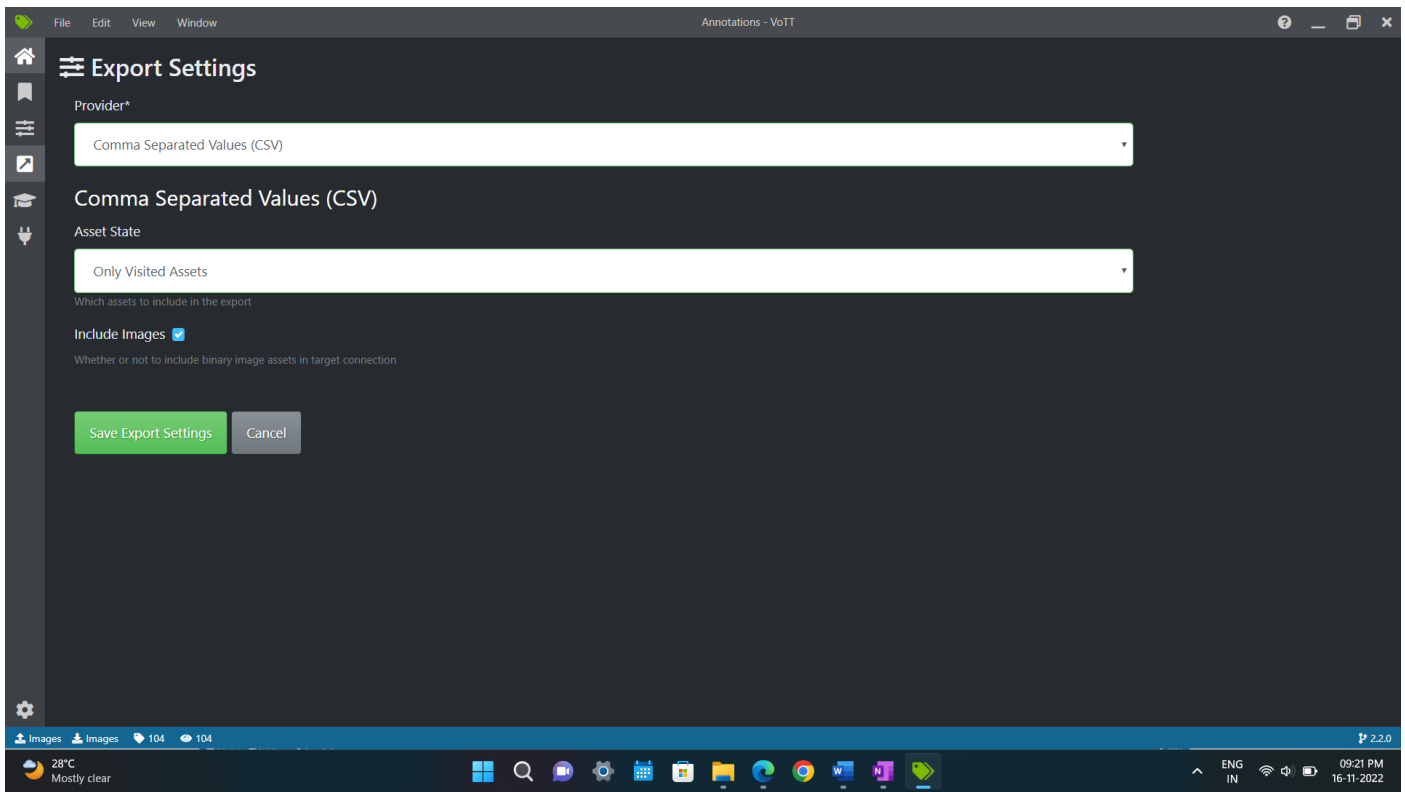 File Edit View Window Annotations - VoTT
Export Settings
Provider*
Comma Separated Values (CSV)
Comma Separated Values (CSV)
Asset State
Only Visited Assets
Which assets to include in the export
Include Images
Whether or not to include binary image assets in target connection
Save Export Settings Cancel
Images Images 104 104 2.2.0
28°C
Mostly clear
ENG
IN
09:21 PM
16-11-2022